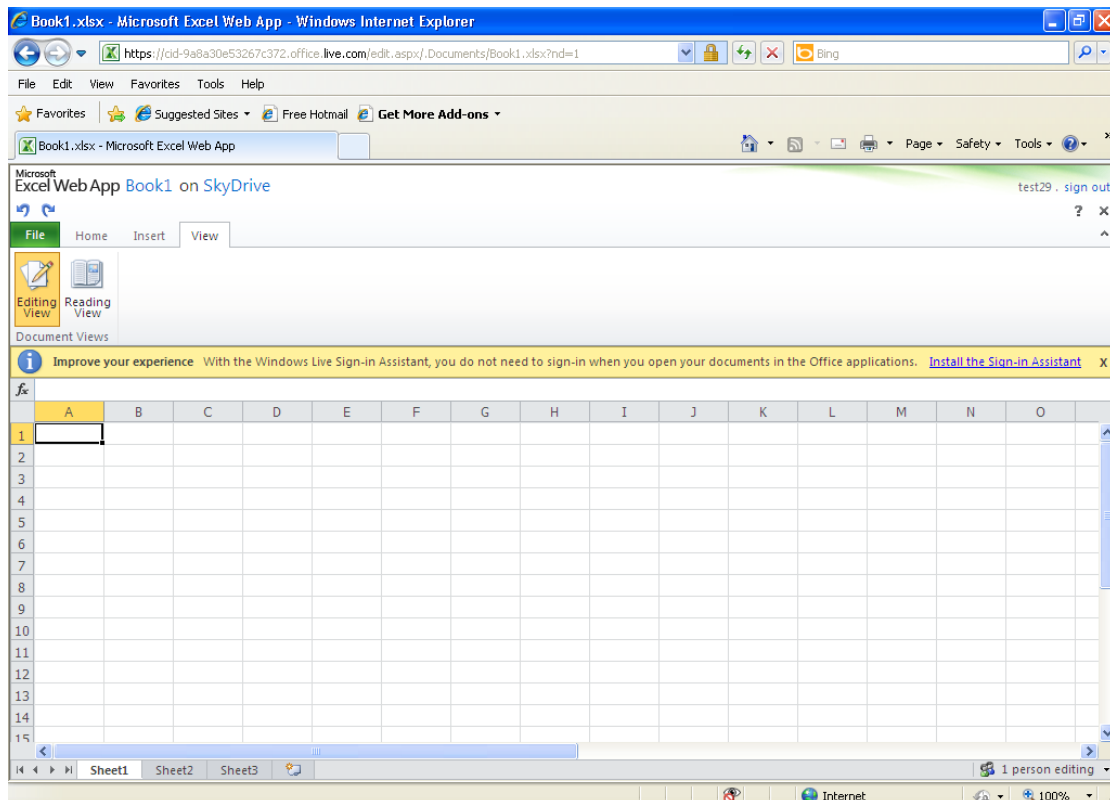 Book1.xlsx - Microsoft Excel Web App - Windows Internet Explorer
https://cid-9a8a30e53267c372.office.live.com/edit.aspx/.Documents/Book1.xlsx?nd=1
Bing
File Edit View Favorites Tools Help
Favorites Suggested Sites Free Hotmail Get More Add-ons
Book1.xlsx - Microsoft Excel Web App
Page Safety Tools
Microsoft
Excel Web App Book1 on SkyDrive
test29 . sign out
? x
File Home Insert View
Editing View
Reading View
Document Views
Improve your experience With the Windows Live Sign-in Assistant, you do not need to sign-in when you open your documents in the Office applications. Install the Sign-in Assistant X
fx
A B C D E F G H I J K L M N O
1
2
3
4
5
6
7
8
9
10
11
12
13
14
15
Sheet1 Sheet2 Sheet3
1 person editing
Internet
100%